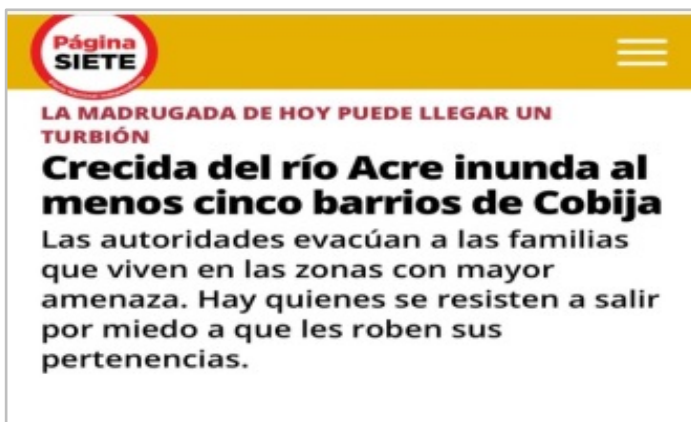 Página
SIETE
LA MADRUGADA DE HOY PUEDE LLEGAR UN
TURBIÓN
Crecida del río Acre inunda al
menos cinco barrios de Cobija
Las autoridades evacúan a las familias
que viven en las zonas con mayor
amenaza. Hay quienes se resisten a salir
por miedo a que les roben sus
pertenencias.